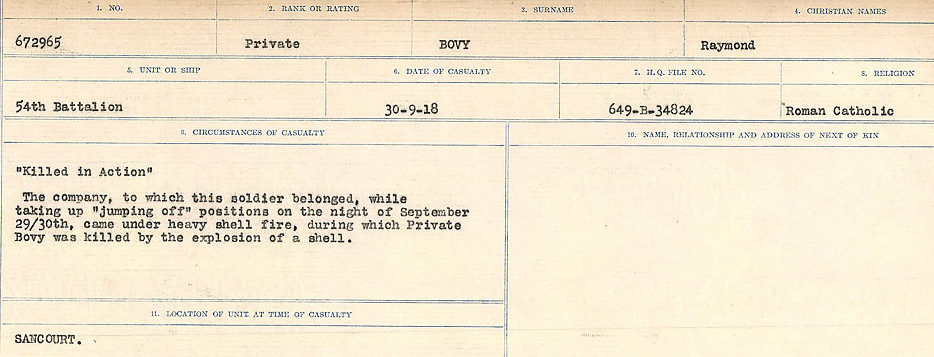 1. NO.
2. RANK OR RATING
3. SURNAME
4. CHRISTIAN NAMES
672965
Private
BOVY
Raymond
5. UNIT OR SHIP
6. DATE OF CASUALTY
7. H.Q. FILE NO.
8. RELIGION
54th Battalion
30-9-18
649-B-34824
Roman Catholic
9. CIRCUMSTANCES OF CASUALTY
10. NAME, RELATIONSHIP AND ADDRESS OF NEXT OF KIN
"Killed in Action"
The company, to which this soldier belonged, while
taking up "jumping off" positions on the night of September
29/30th, came under heavy shell fire, during which Private
Bovy was killed by the explosion of a shell.
11. LOCATION OF UNIT AT TIME OF CASUALTY
SANCOURT.